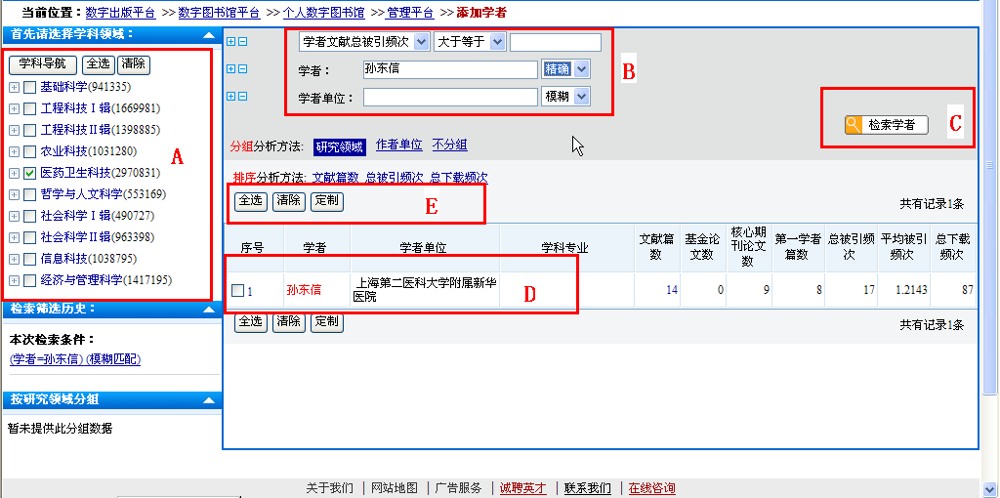 当前位置：数字出版平台 >>数字图书馆平台 >>个人数字图书馆 >>管理平台 >>添加学者
首先请选择学科领域：
学科导航 全选 清除
基础科学(941335)
工程科技Ⅰ辑(1669981)
工程科技Ⅱ辑(1398885)
农业科技(1031280)
医药卫生科技(2970831)
哲学与人文科学(553169)
社会科学Ⅰ辑(490727)
社会科学Ⅱ辑(963398)
信息科技(1038795)
经济与管理科学(1417195)
A
检索筛选历史：
本次检索条件：
(学者=孙东信) (模糊匹配)
按研究领域分组
暂未提供此分组数据
学者文献总被引频次 大于等于
学者： 孙东信 精确
学者单位： 模糊
B
检索学者
C
分组分析方法: 研究领域 作者单位 不分组
排序分析方法: 文献篇数 总被引频次 总下载频次
全选 清除 定制
E
共有记录1条
序号 学者 学者单位 学科专业 文献篇数 基金论文数 核心期刊论文数 第一学者篇数 总被引频次 平均被引频次 总下载频次
1 孙东信 上海第二医科大学附属新华医院 14 0 9 8 17 1.2143 87
D
全选 清除 定制
共有记录1条
关于我们 | 网站地图 | 广告服务 | 诚聘英才 | 联系我们 | 在线咨询